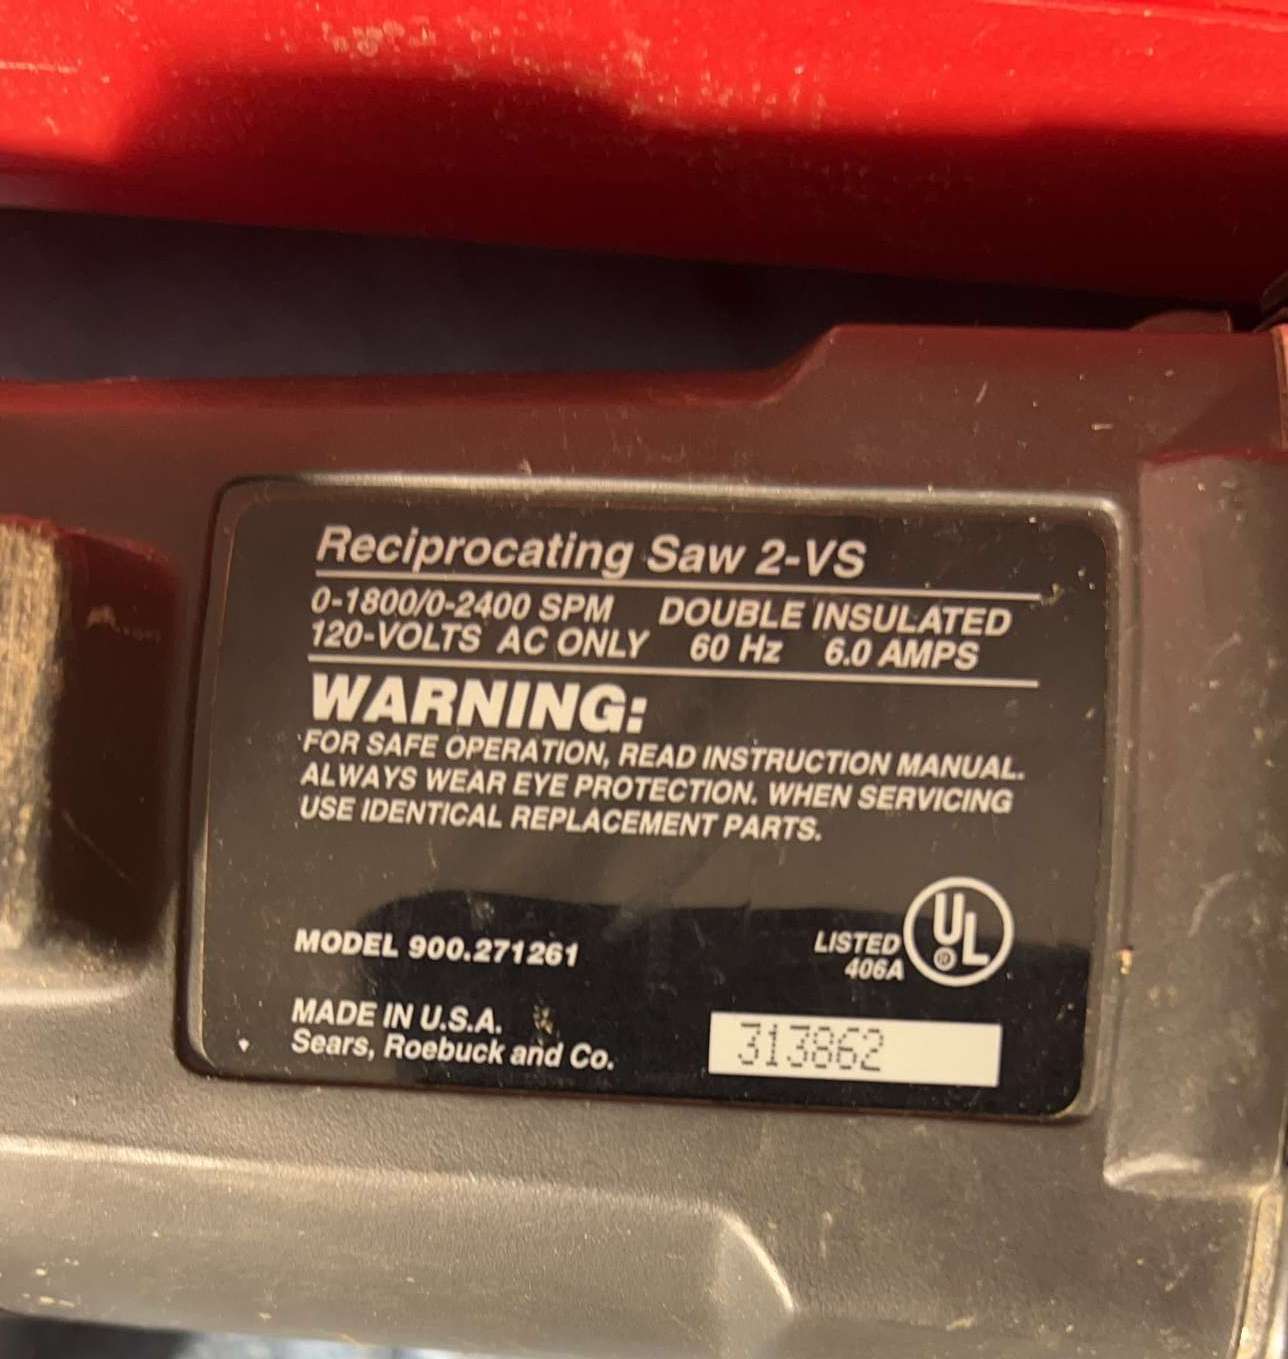 Reciprocating Saw 2-VS
0-1800/0-2400 SPM DOUBLE INSULATED
120-VOLTS AC ONLY 60 Hz 6.0 AMPS
WARNING:
FOR SAFE OPERATION, READ INSTRUCTION MANUAL.
ALWAYS WEAR EYE PROTECTION. WHEN SERVICING
USE IDENTICAL REPLACEMENT PARTS.
MODEL 900.271261
LISTED
406A
UL
®
MADE IN U.S.A.
Sears, Roebuck and Co.
313862